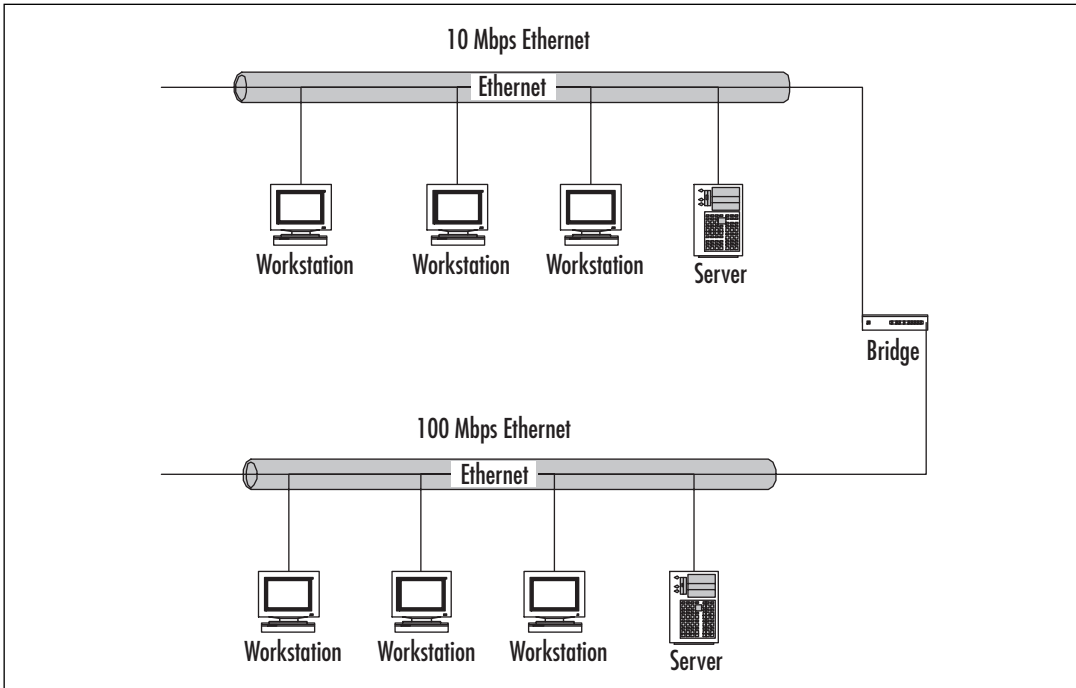 10 Mbps Ethernet
Ethernet
Workstation Workstation Workstation Server
Bridge
100 Mbps Ethernet
Ethernet
Workstation Workstation Workstation Server